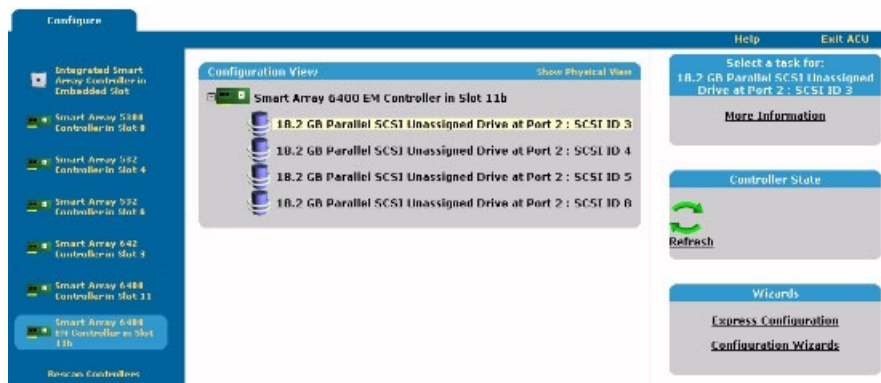 Configure
Help
Exit ACU
Integrated Smart
Array Controller in
Embedded Slot
Smart Array 5300
Controller in Slot 8
Smart Array 532
Controller in Slot 4
Smart Array 532
Controller in Slot 6
Smart Array 642
Controller in Slot 3
Smart Array 6400
Controller in Slot 11
Smart Array 6400
EM Controller in Slot
11b
Rescan Controllers
Configuration View
Show Physical View
Smart Array 6400 EM Controller in Slot 11b
18.2 GB Parallel SCSI Unassigned Drive at Port 2 : SCSI ID 3
18.2 GB Parallel SCSI Unassigned Drive at Port 2 : SCSI ID 4
18.2 GB Parallel SCSI Unassigned Drive at Port 2 : SCSI ID 5
18.2 GB Parallel SCSI Unassigned Drive at Port 2 : SCSI ID 8
Select a task for:
18.2 GB Parallel SCSI Unassigned
Drive at Port 2 : SCSI ID 3
More Information
Controller State
Refresh
Wizards
Express Configuration
Configuration Wizards